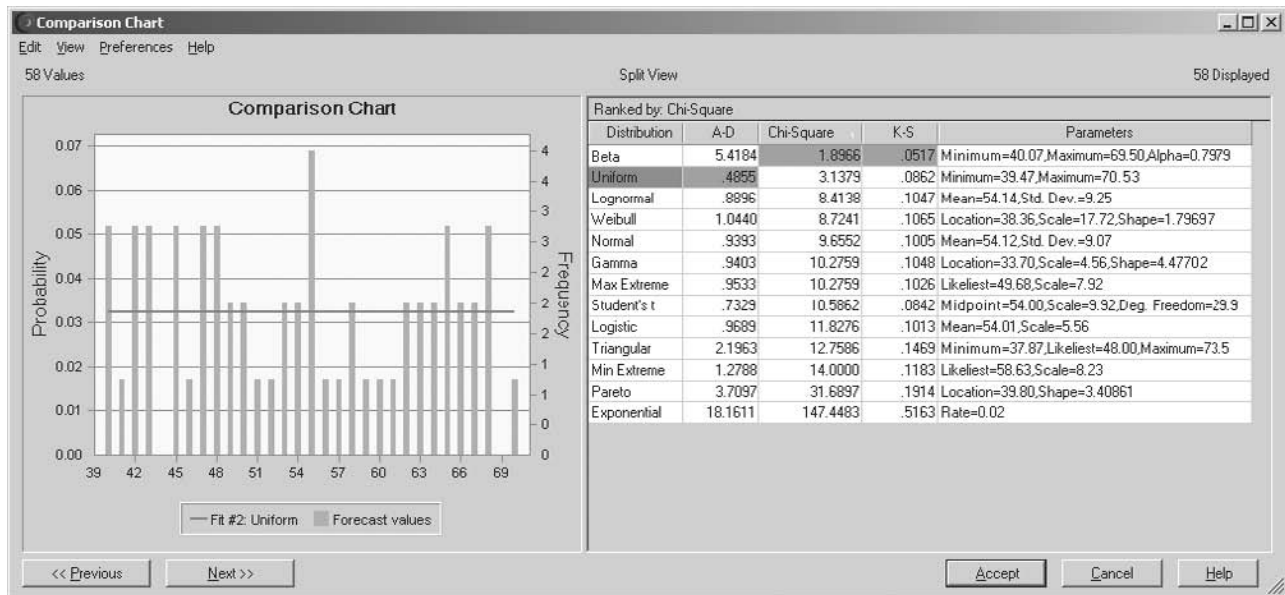 Comparison Chart
Edit View Preferences Help
58 Values
Split View
58 Displayed
Comparison Chart
0.07
0.06
0.05
0.04
0.03
0.02
0.01
0.00
Probability
4
4
3
3
2
2
2
1
1
0
0
Frequency
39 42 45 48 51 54 57 60 63 66 69
Fit #2: Uniform Forecast values
Ranked by: Chi-Square
Distribution A-D Chi-Square K-S Parameters
Beta 5.4184 1.8966 .0517 Minimum=40.07,Maximum=69.50,Alpha=0.7979
Uniform .4855 3.1379 .0862 Minimum=39.47,Maximum=70.53
Lognormal .8896 8.4138 .1047 Mean=54.14,Std. Dev.=9.25
Weibull 1.0440 8.7241 .1065 Location=38.36,Scale=17.72,Shape=1.79697
Normal .9393 9.6552 .1005 Mean=54.12,Std. Dev.=9.07
Gamma .9403 10.2759 .1048 Location=33.70,Scale=4.56,Shape=4.47702
Max Extreme .9533 10.2759 .1026 Likeliest=49.68,Scale=7.92
Student's t .7329 10.5862 .0842 Midpoint=54.00,Scale=9.92,Deg. Freedom=29.9
Logistic .9689 11.8276 .1013 Mean=54.01,Scale=5.56
Triangular 2.1963 12.7586 .1469 Minimum=37.87,Likeliest=48.00,Maximum=73.5
Min Extreme 1.2788 14.0000 .1183 Likeliest=58.63,Scale=8.23
Pareto 3.7097 31.6897 .1914 Location=39.80,Shape=3.40861
Exponential 18.1611 147.4483 .5163 Rate=0.02
<< Previous Next >> Accept Cancel Help